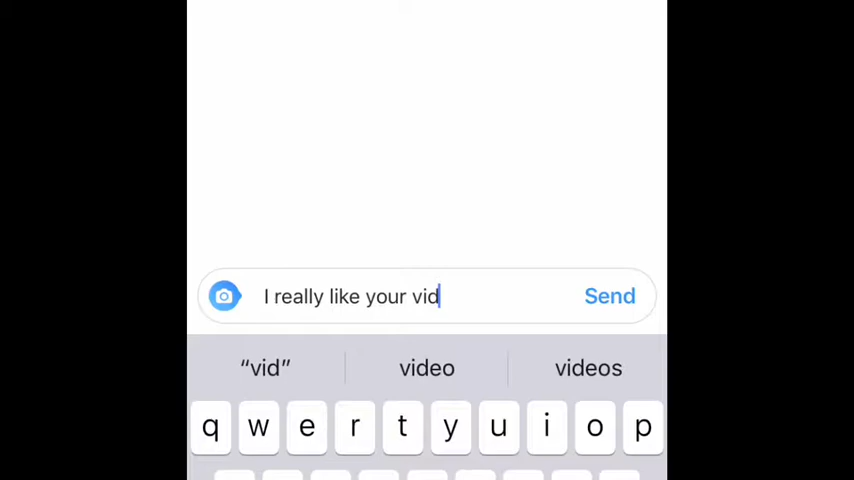 I really like your vid Send
“vid” video videos
q w e r t y u i o p